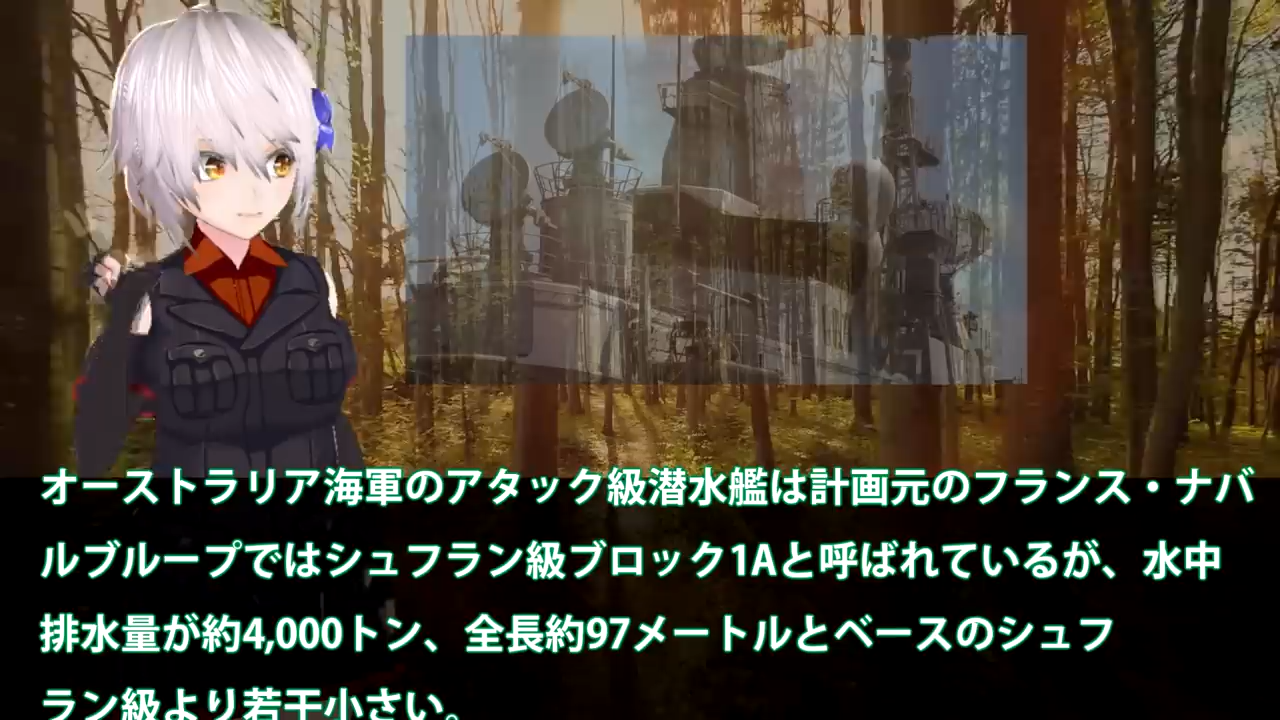 オーストラリア海軍のアタック級潜水艦は計画元のフランス・ナバ
ルブループではシュフラン級ブロック1Aと呼ばれているが、水中
排水量が約4,000トン、全長約97メートルとベースのシュフ
ラン級より若干小さい。